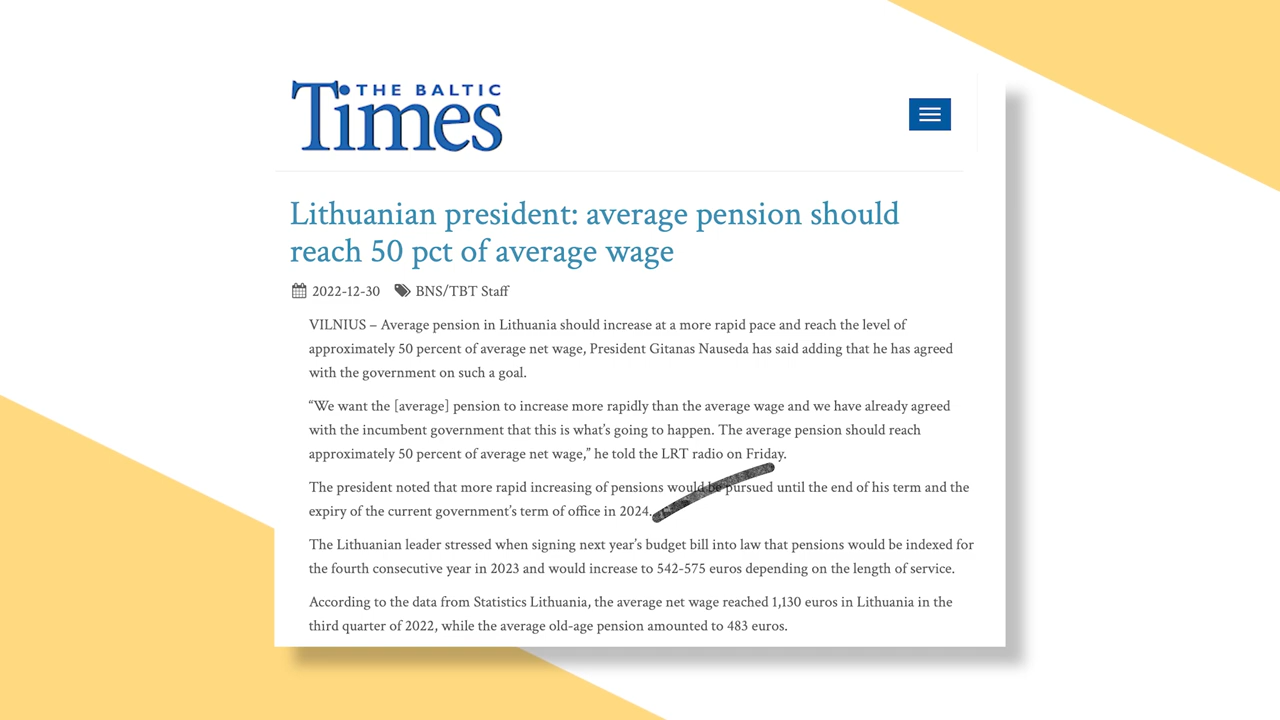 THE BALTIC
Times
Lithuanian president: average pension should
reach 50 pct of average wage
2022-12-30 BNS/TBT Staff
VILNIUS – Average pension in Lithuania should increase at a more rapid pace and reach the level of
approximately 50 percent of average net wage, President Gitanas Nauseda has said adding that he has agreed
with the government on such a goal.
“We want the [average] pension to increase more rapidly than the average wage and we have already agreed
with the incumbent government that this is what’s going to happen. The average pension should reach
approximately 50 percent of average net wage,” he told the LRT radio on Friday.
The president noted that more rapid increasing of pensions would be pursued until the end of his term and the
expiry of the current government’s term of office in 2024.
The Lithuanian leader stressed when signing next year’s budget bill into law that pensions would be indexed for
the fourth consecutive year in 2023 and would increase to 542-575 euros depending on the length of service.
According to the data from Statistics Lithuania, the average net wage reached 1,130 euros in Lithuania in the
third quarter of 2022, while the average old-age pension amounted to 483 euros.